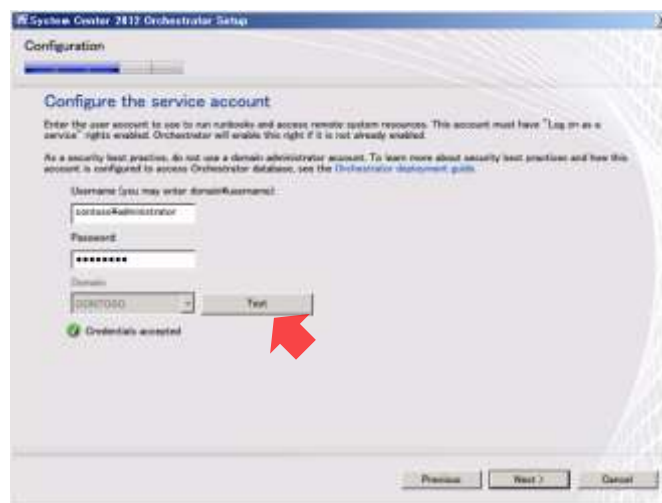 System Center 2012 Orchestrator Setup
Configuration
Configure the service account
Enter the user account to use to run runbooks and access remote system resources. This account must have "Log on as a
service" rights enabled. Orchestrator will enable this right if it is not already enabled.
As a security best practice, do not use a domain administrator account. To learn more about security best practices and how this
account is configured to access Orchestrator database, see the Orchestrator deployment guide.
Username (you may enter domain¥username):
contoso¥administrator
Password:
●●●●●●●●
Domain:
CONTOSO
Test
Credentials accepted
Previous
Next >
Cancel